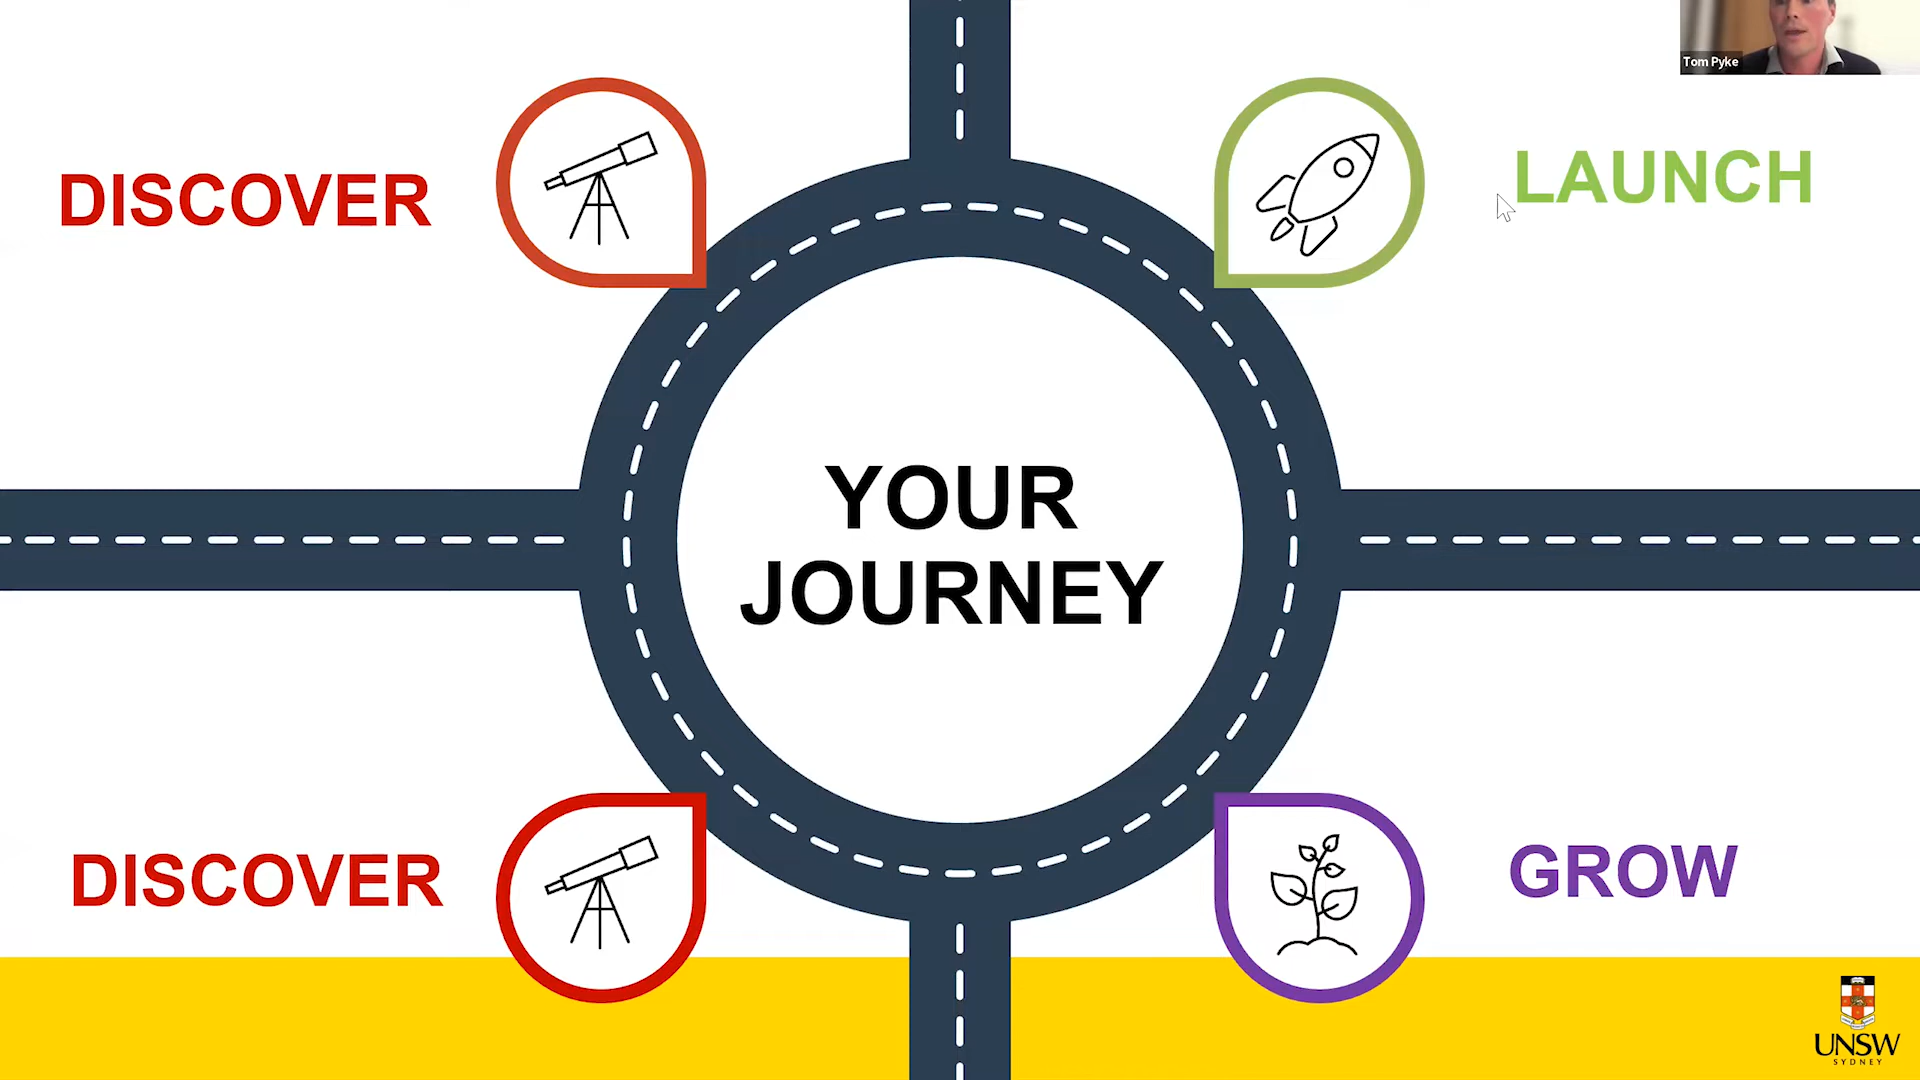 Tom Pyke
DISCOVER
LAUNCH
YOUR
JOURNEY
DISCOVER
GROW
UNSW
SYDNEY